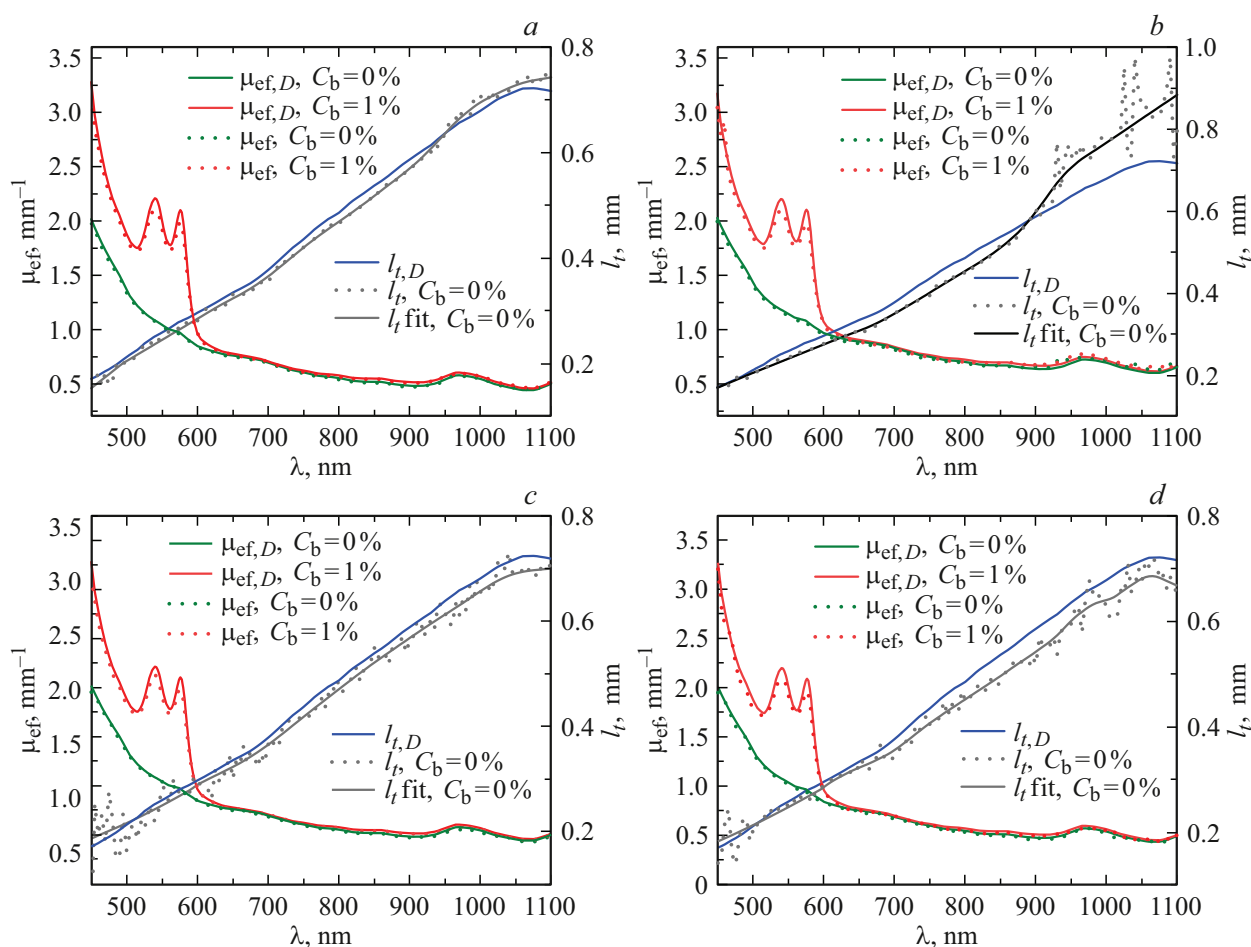 a
3.5
3.0
2.5
2.0
1.5
1.0
0.5
μef, mm⁻¹
μef,D, Cb=0%
μef,D, Cb=1%
μef, Cb=0%
μef, Cb=1%
lt,D
lt, Cb=0%
lt fit, Cb=0%
0.8
0.6
0.4
0.2
lt, mm
500 600 700 800 900 1000 1100
λ, nm
b
3.5
3.0
2.5
2.0
1.5
1.0
0.5
μef, mm⁻¹
μef,D, Cb=0%
μef,D, Cb=1%
μef, Cb=0%
μef, Cb=1%
lt,D
lt, Cb=0%
lt fit, Cb=0%
1.0
0.8
0.6
0.4
0.2
lt, mm
500 600 700 800 900 1000 1100
λ, nm
c
3.5
3.0
2.5
2.0
1.5
1.0
0.5
μef, mm⁻¹
μef,D, Cb=0%
μef,D, Cb=1%
μef, Cb=0%
μef, Cb=1%
lt,D
lt, Cb=0%
lt fit, Cb=0%
0.8
0.6
0.4
0.2
lt, mm
500 600 700 800 900 1000 1100
λ, nm
d
3.5
3.0
2.5
2.0
1.5
1.0
0.5
0
μef, mm⁻¹
μef,D, Cb=0%
μef,D, Cb=1%
μef, Cb=0%
μef, Cb=1%
lt,D
lt, Cb=0%
lt fit, Cb=0%
0.8
0.6
0.4
0.2
lt, mm
500 600 700 800 900 1000 1100
λ, nm